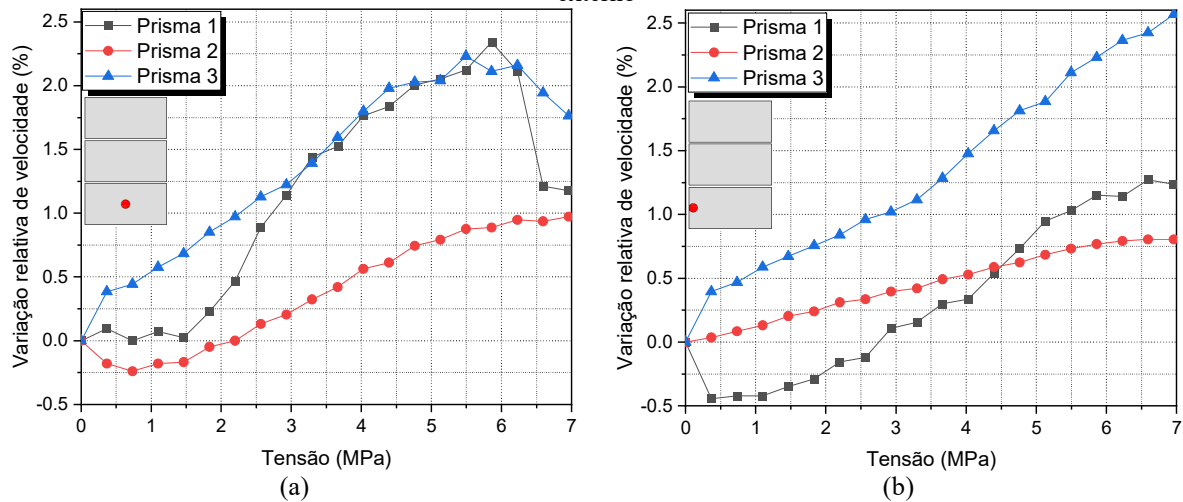 2.5
2.0
1.5
1.0
0.5
0.0
-0.5
Variação relativa de velocidade (%)
Prisma 1
Prisma 2
Prisma 3
0 1 2 3 4 5 6 7
Tensão (MPa)
(a)
2.5
2.0
1.5
1.0
0.5
0.0
-0.5
Variação relativa de velocidade (%)
Prisma 1
Prisma 2
Prisma 3
0 1 2 3 4 5 6 7
Tensão (MPa)
(b)